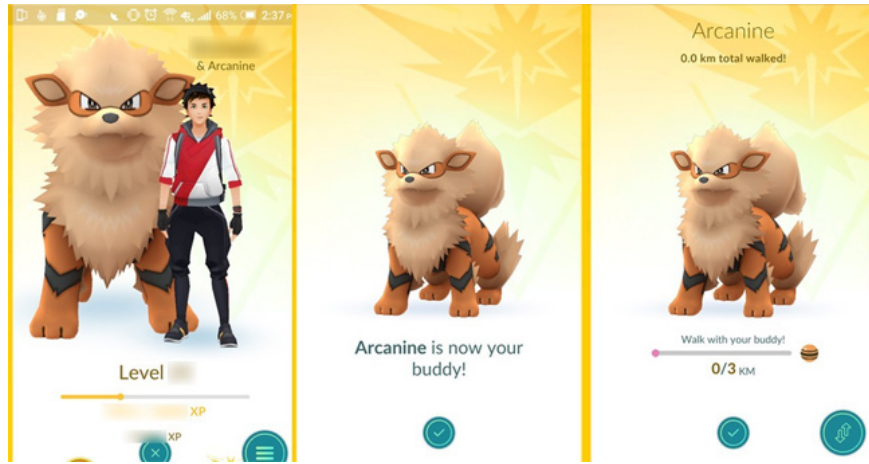 68% 2:37 P
& Arcanine
Level
XP
XP
Arcanine is now your
buddy!
Arcanine
0.0 km total walked!
Walk with your buddy!
0/3 KM